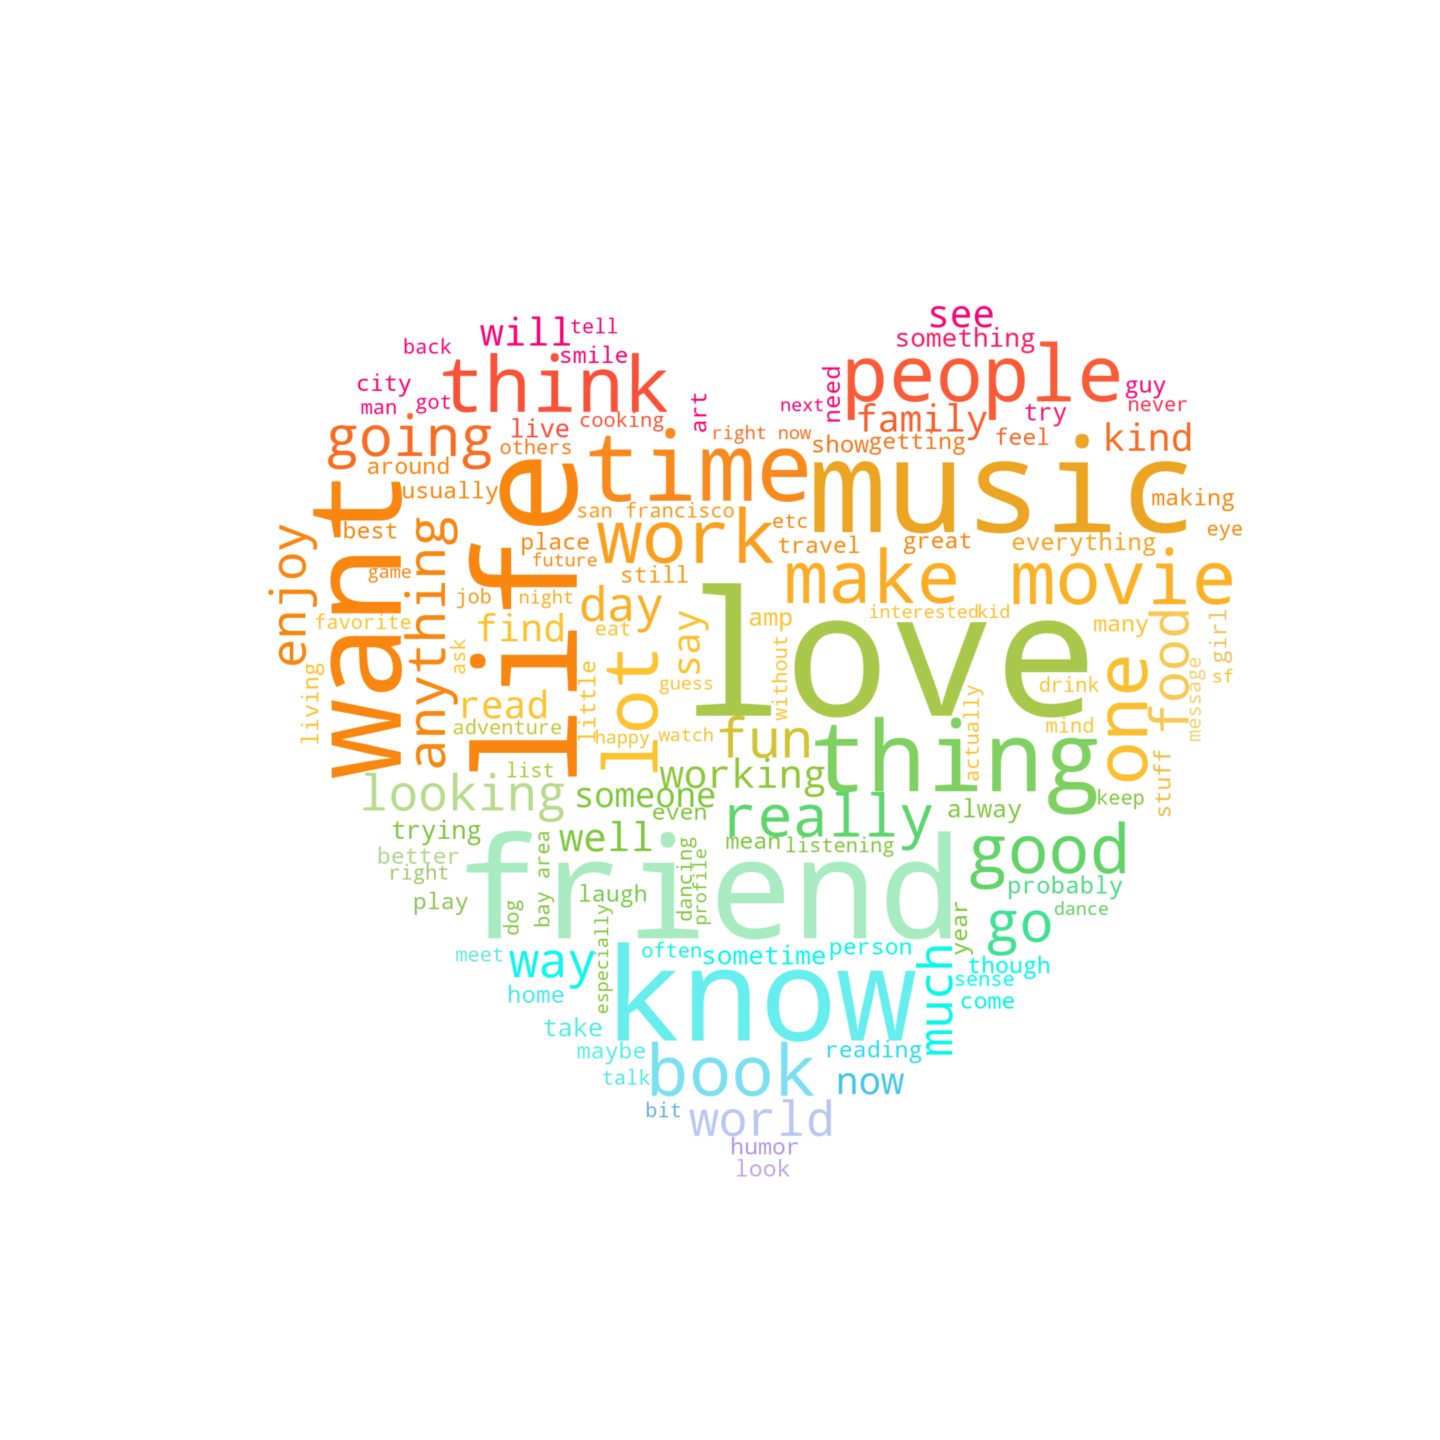 see
will
tell
something
back
smile
think
people
city
need
guy
man
got
art
next
try
never
family
live
cooking
going
right now
show
getting
feel
kind
others
time
music
life
around
want
usually
making
san francisco
best
work
etc
eye
enjoy
anything
place
travel
great
everything
future
game
still
make
movie
job
night
day
love
favorite
find
eat
say
amp
interested
kid
many
food
girl
ask
lot
sf
living
read
little
guess
without
drink
one
message
adventure
happy
watch
fun
thing
actually
mind
stuff
list
working
looking
someone
keep
even
really
alway
trying
well
mean
listening
good
better
friend
right
bay area
dancing
profile
probably
play
dog
laugh
dance
year
go
especially
meet
way
often
sometime
person
much
though
know
sense
home
come
take
maybe
book
reading
talk
now
bit
world
humor
look